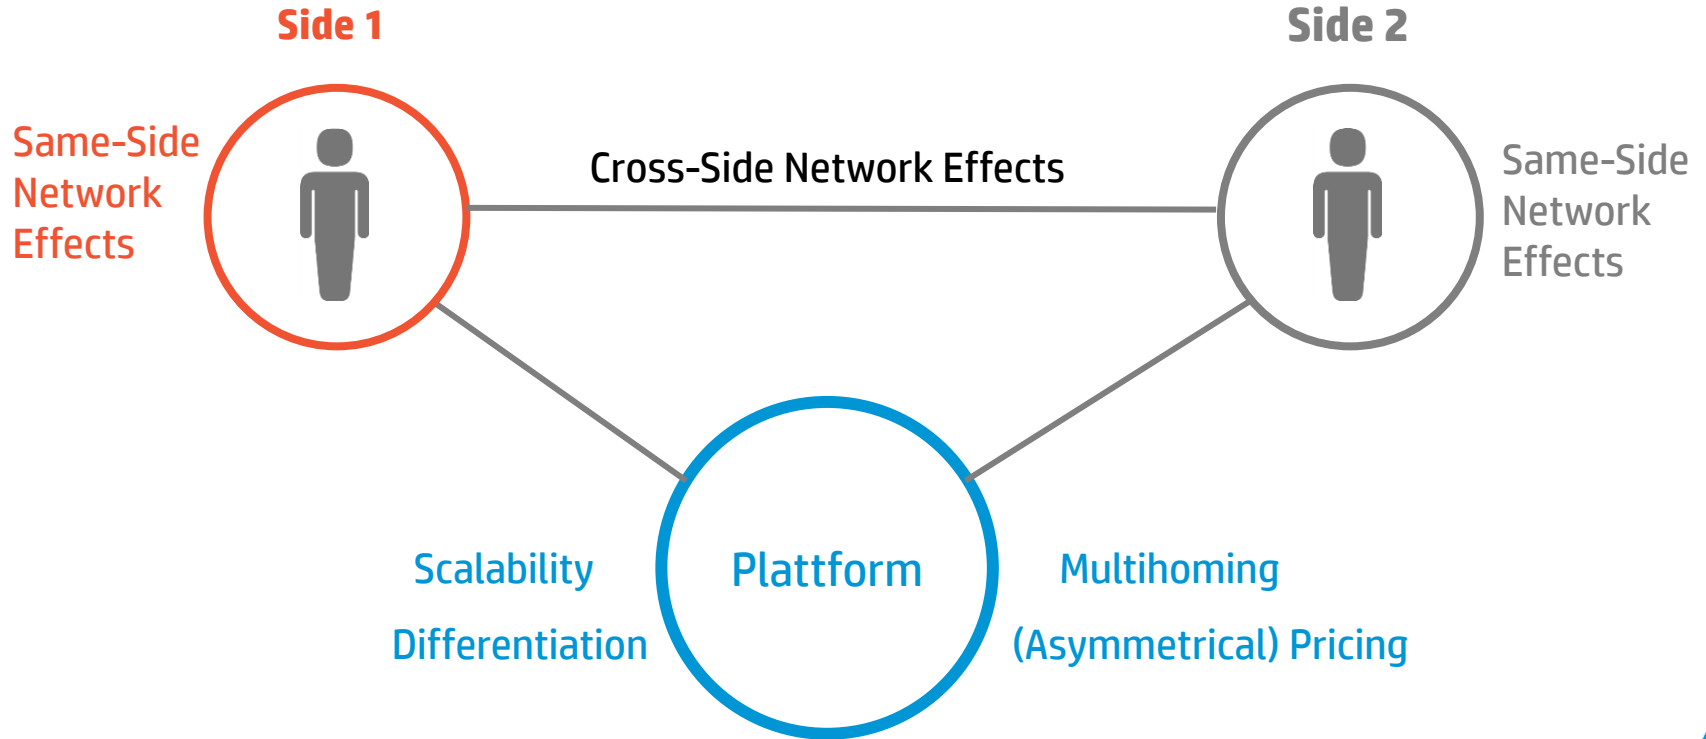 Side 1
Side 2
Same-Side
Network
Effects
Cross-Side Network Effects
Same-Side
Network
Effects
Scalability
Plattform
Multihoming
Differentiation
(Asymmetrical) Pricing